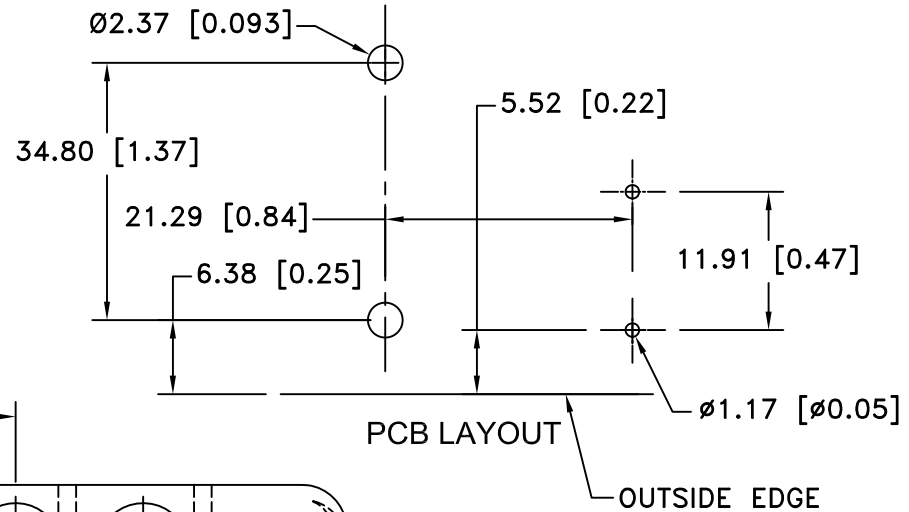 Ø2.37 [0.093]
5.52 [0.22]
34.80 [1.37]
21.29 [0.84]
6.38 [0.25]
11.91 [0.47]
ø1.17 [ø0.05]
PCB LAYOUT
OUTSIDE EDGE